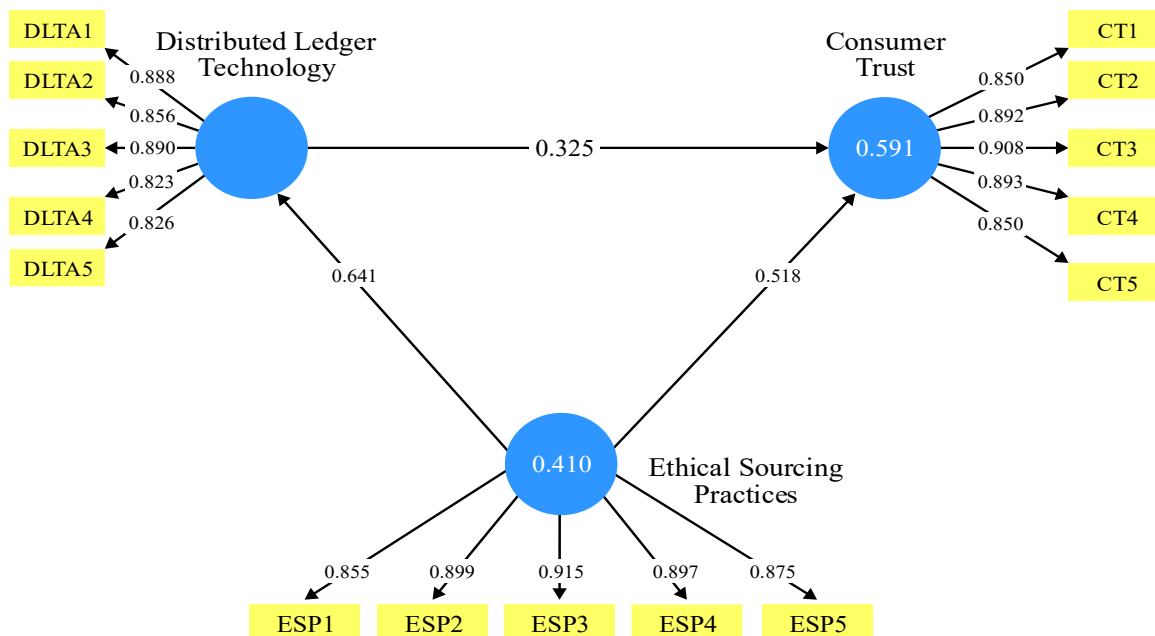 DLTA1
DLTA2
DLTA3
DLTA4
DLTA5
0.888
0.856
0.890
0.823
0.826
Distributed Ledger
Technology
0.325
Consumer
Trust
0.591
0.850
0.892
0.908
0.893
0.850
CT1
CT2
CT3
CT4
CT5
0.641
0.518
0.410
Ethical Sourcing
Practices
0.855
0.899
0.915
0.897
0.875
ESP1
ESP2
ESP3
ESP4
ESP5